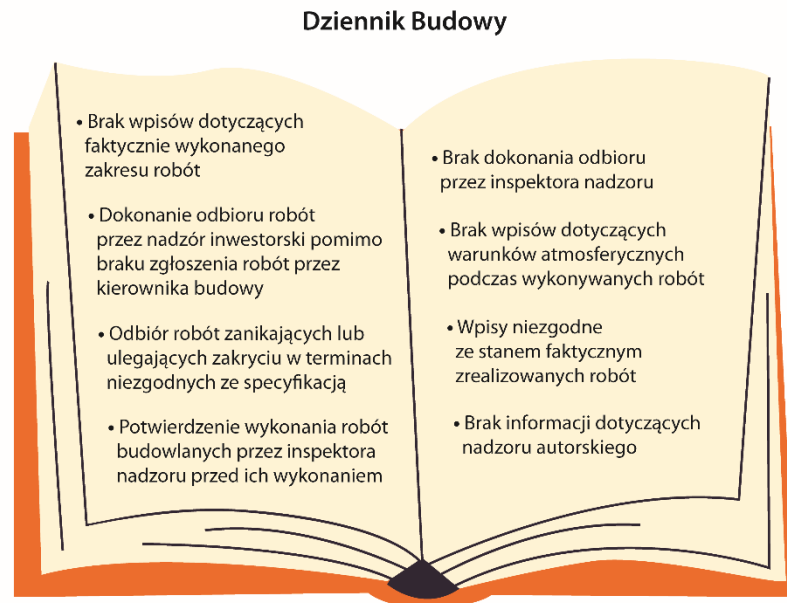 Dziennik Budowy
• Brak wpisów dotyczących
faktycznie wykonanego
zakresu robót
• Dokonanie odbioru robót
przez nadzór inwestorski pomimo
braku zgłoszenia robót przez
kierownika budowy
• Odbiór robót zanikających lub
ulegających zakryciu w terminach
niezgodnych ze specyfikacją
• Potwierdzenie wykonania robót
budowlanych przez inspektora
nadzoru przed ich wykonaniem
• Brak dokonania odbioru
przez inspektora nadzoru
• Brak wpisów dotyczących
warunków atmosferycznych
podczas wykonywanych robót
• Wpisy niezgodne
ze stanem faktycznym
zrealizowanych robót
• Brak informacji dotyczących
nadzoru autorskiego